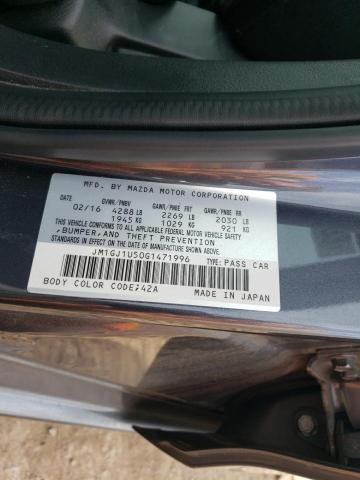 MFD. BY MAZDA MOTOR CORPORATION
DATE GVWR/PNBV GAWR/PNBE FRT GAWR/PNBE RR
02/16 4288 LB 2269 LB 2030 LB
1945 KG 1029 KG 921 KG
THIS VEHICLE CONFORMS TO ALL APPLICABLE FEDERAL MOTOR VEHICLE SAFETY
,BUMPER, AND THEFT PREVENTION
STANDARDS IN EFFECT ON THE DATE OF MANUFACTURE SHOWN ABOVE.
JM1GJ1U50G1471996 TYPE: PASS CAR
BODY COLOR CODE;42A MADE IN JAPAN